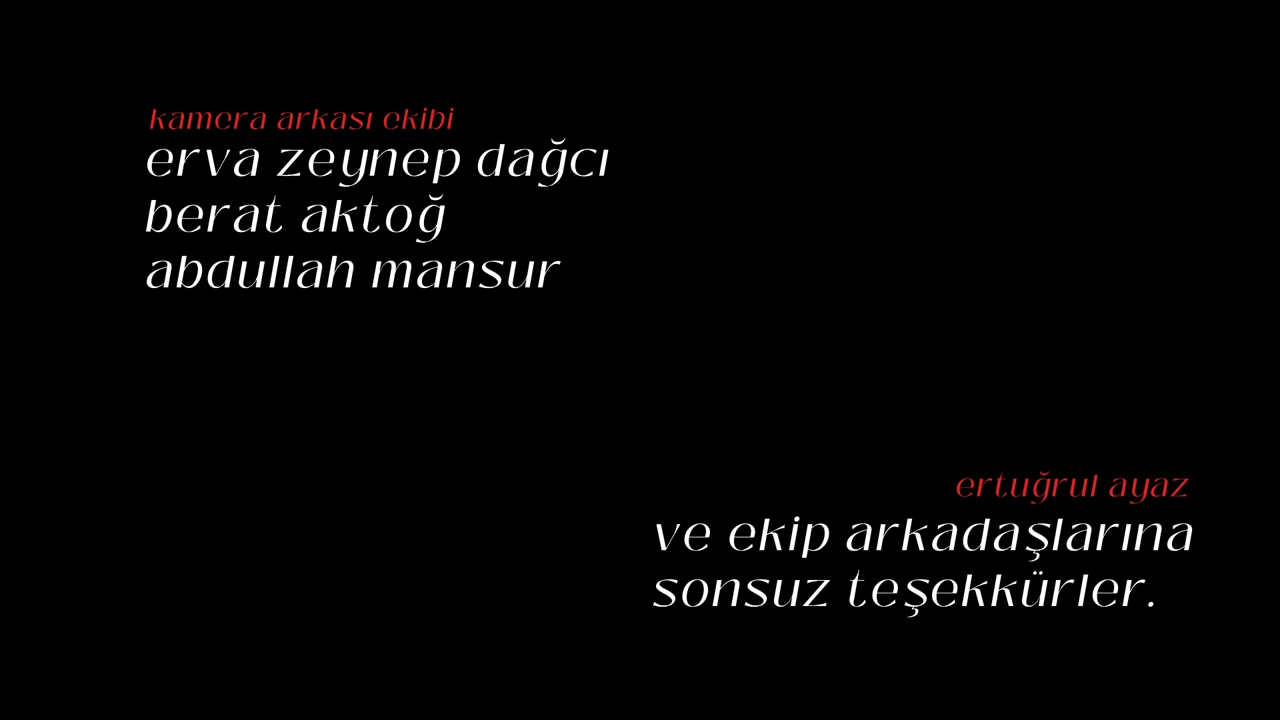 kamera arkası ekibi
erva zeynep dağcı
berat aktoğ
abdullah mansur
ertuğrul ayaz
ve ekip arkadaşlarına
sonsuz teşekkürler.